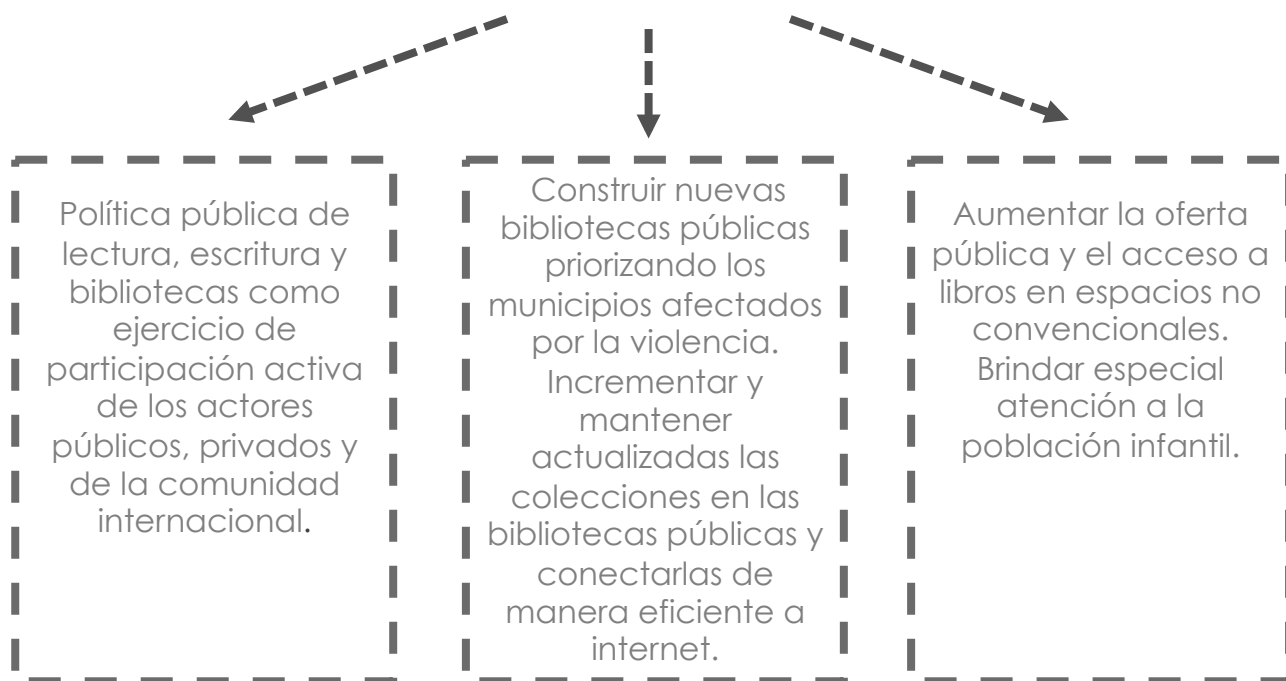 Política pública de
lectura, escritura y
bibliotecas como
ejercicio de
participación activa
de los actores
públicos, privados y
de la comunidad
internacional.
Construir nuevas
bibliotecas públicas
priorizando los
municipios afectados
por la violencia.
Incrementar y
mantener
actualizadas las
colecciones en las
bibliotecas públicas y
conectarlas de
manera eficiente a
internet.
Aumentar la oferta
pública y el acceso a
libros en espacios no
convencionales.
Brindar especial
atención a la
población infantil.